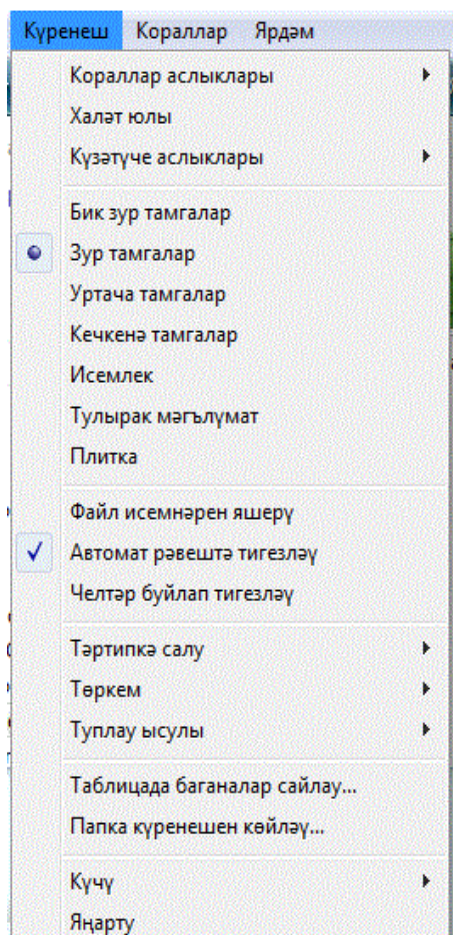 Күренеш Кораллар Ярдәм
Кораллар аслыклары
Халәт юлы
Күзәтүче аслыклары
Бик зур тамгалар
Зур тамгалар
Уртача тамгалар
Кечкенә тамгалар
Исемлек
Тулырак мәгълүмат
Плитка
Файл исемнәрен яшерү
Автомат рәвештә тигезләү
Челтәр буйлап тигезләү
Тәртипкә салу
Төркем
Туплау ысулы
Таблицада баганалар сайлау...
Папка күренешен көйләү...
Күчү
Яңарту